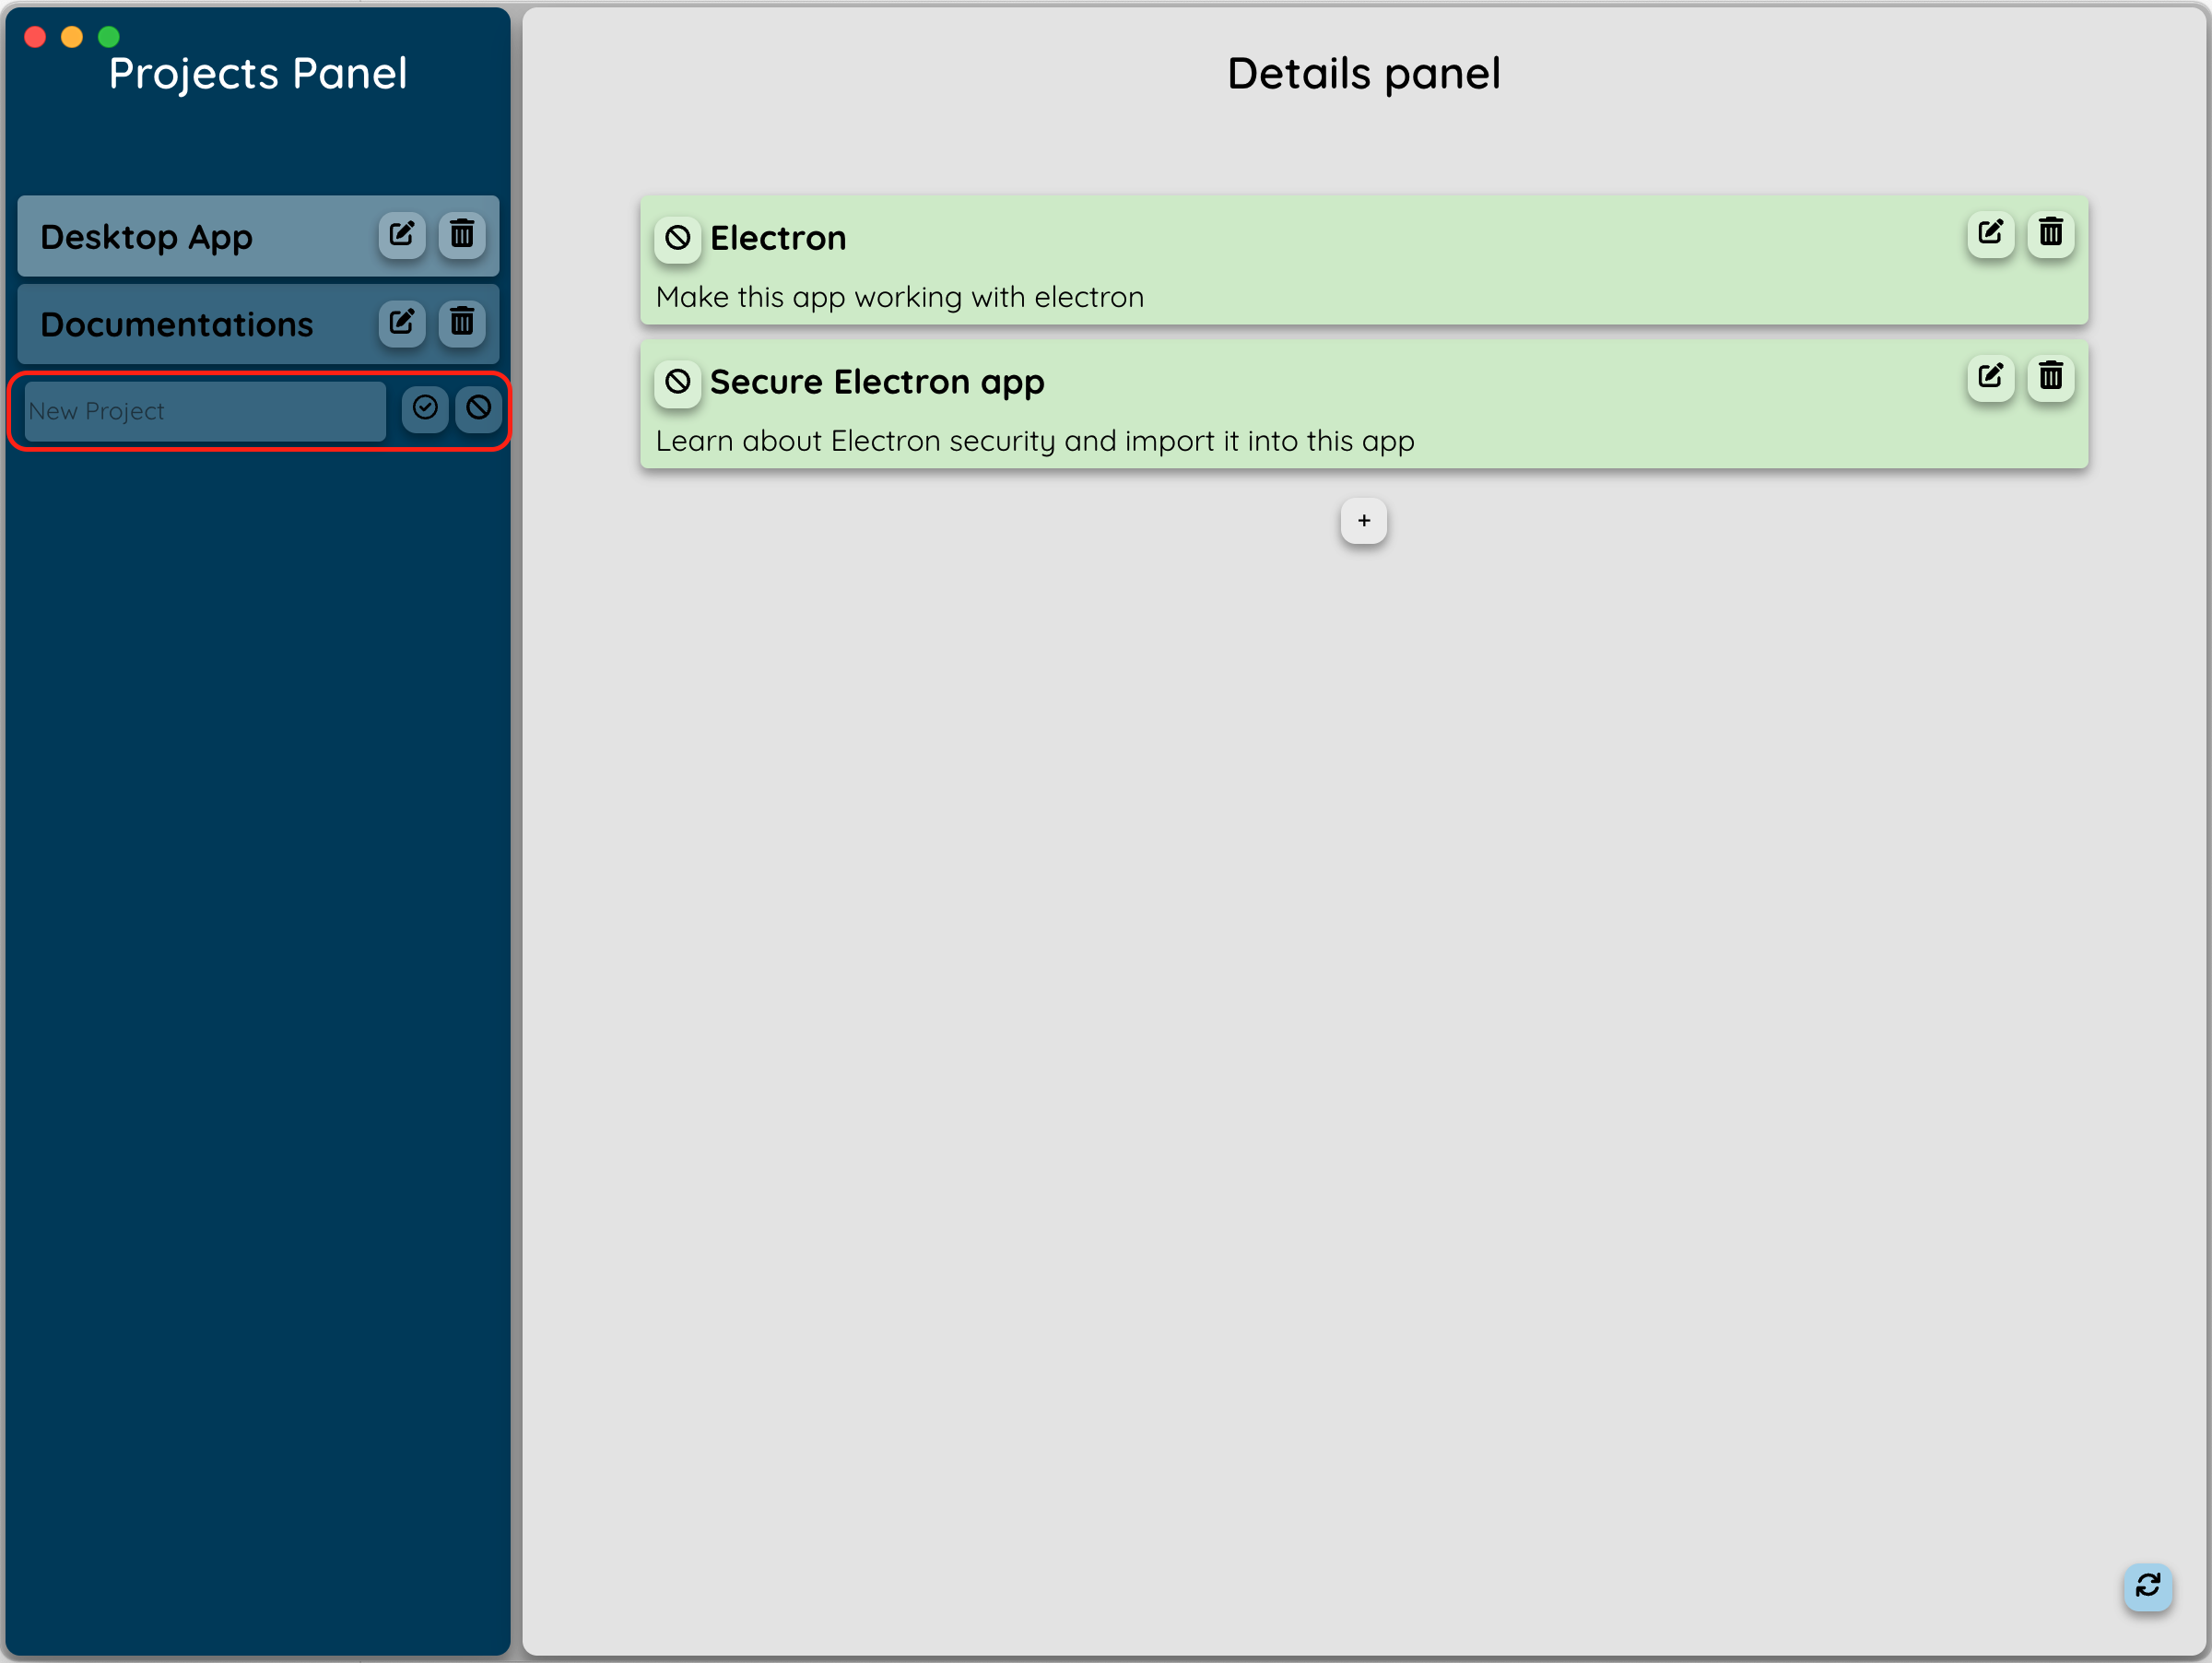 Projects Panel
Desktop App
Documentations
New Project
Details panel
Electron
Make this app working with electron
Secure Electron app
Learn about Electron security and import it into this app
+